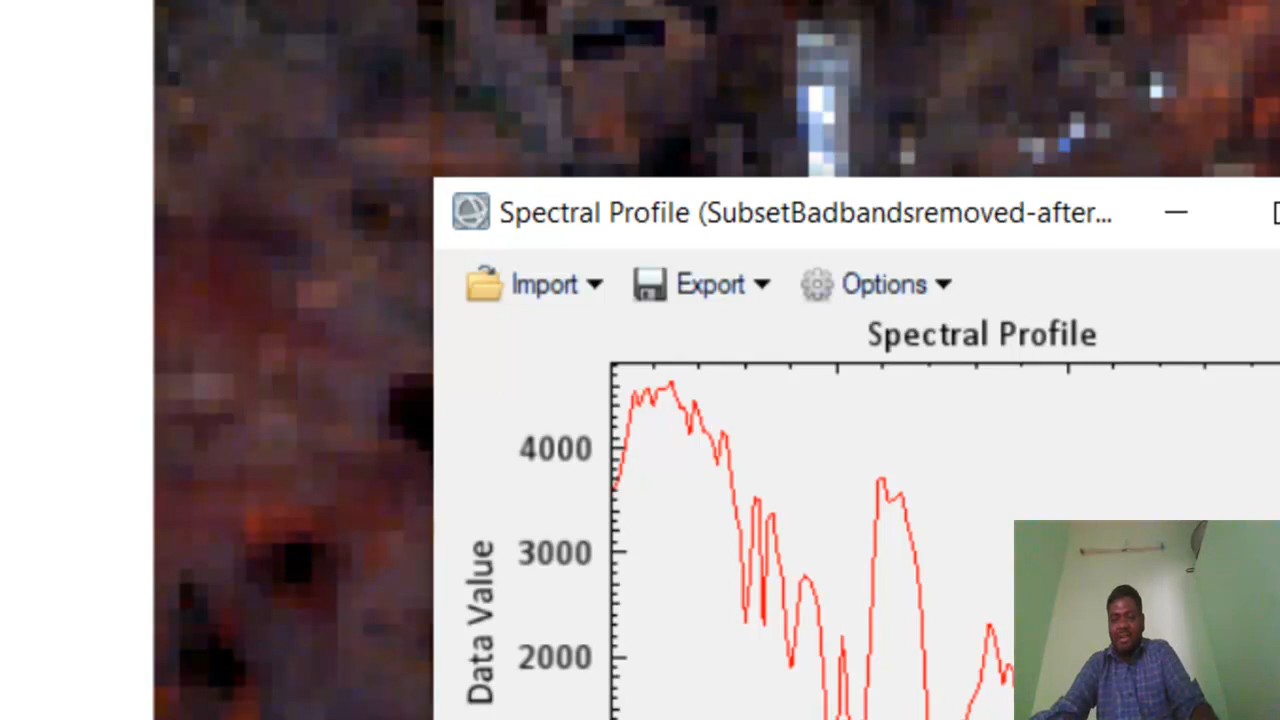 Spectral Profile (SubsetBadbandsremoved-after...
Import Export Options
Spectral Profile
4000
3000
2000
Data Value